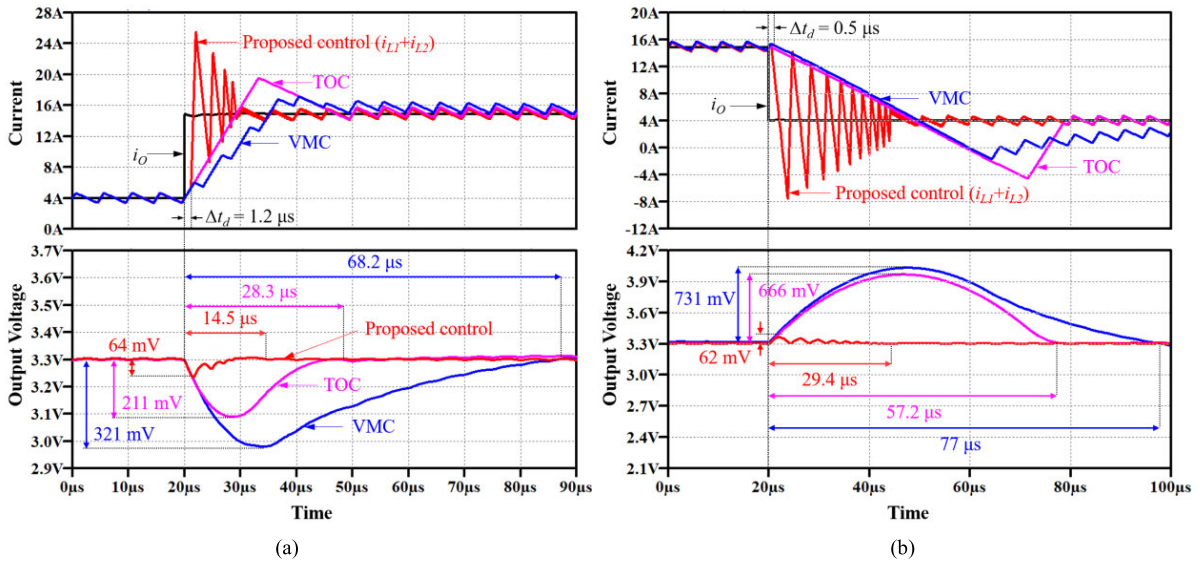 28A
24A
20A
16A
12A
8A
4A
0A
Current
Proposed control (iL1+iL2)
TOC
VMC
iO
Δtd = 1.2 μs
3.7V
3.6V
3.5V
3.4V
3.3V
3.2V
3.1V
3.0V
2.9V
Output Voltage
68.2 μs
28.3 μs
14.5 μs
64 mV
Proposed control
211 mV
321 mV
TOC
VMC
0μs 10μs 20μs 30μs 40μs 50μs 60μs 70μs 80μs 90μs
Time
(a)
20A
16A
12A
8A
4A
0A
-4A
-8A
-12A
Current
Δtd = 0.5 μs
iO
VMC
TOC
Proposed control (iL1+iL2)
4.2V
3.9V
3.6V
3.3V
3.0V
2.7V
2.4V
2.1V
Output Voltage
731 mV
666 mV
62 mV
29.4 μs
57.2 μs
77 μs
0μs 20μs 40μs 60μs 80μs 100μs
Time
(b)